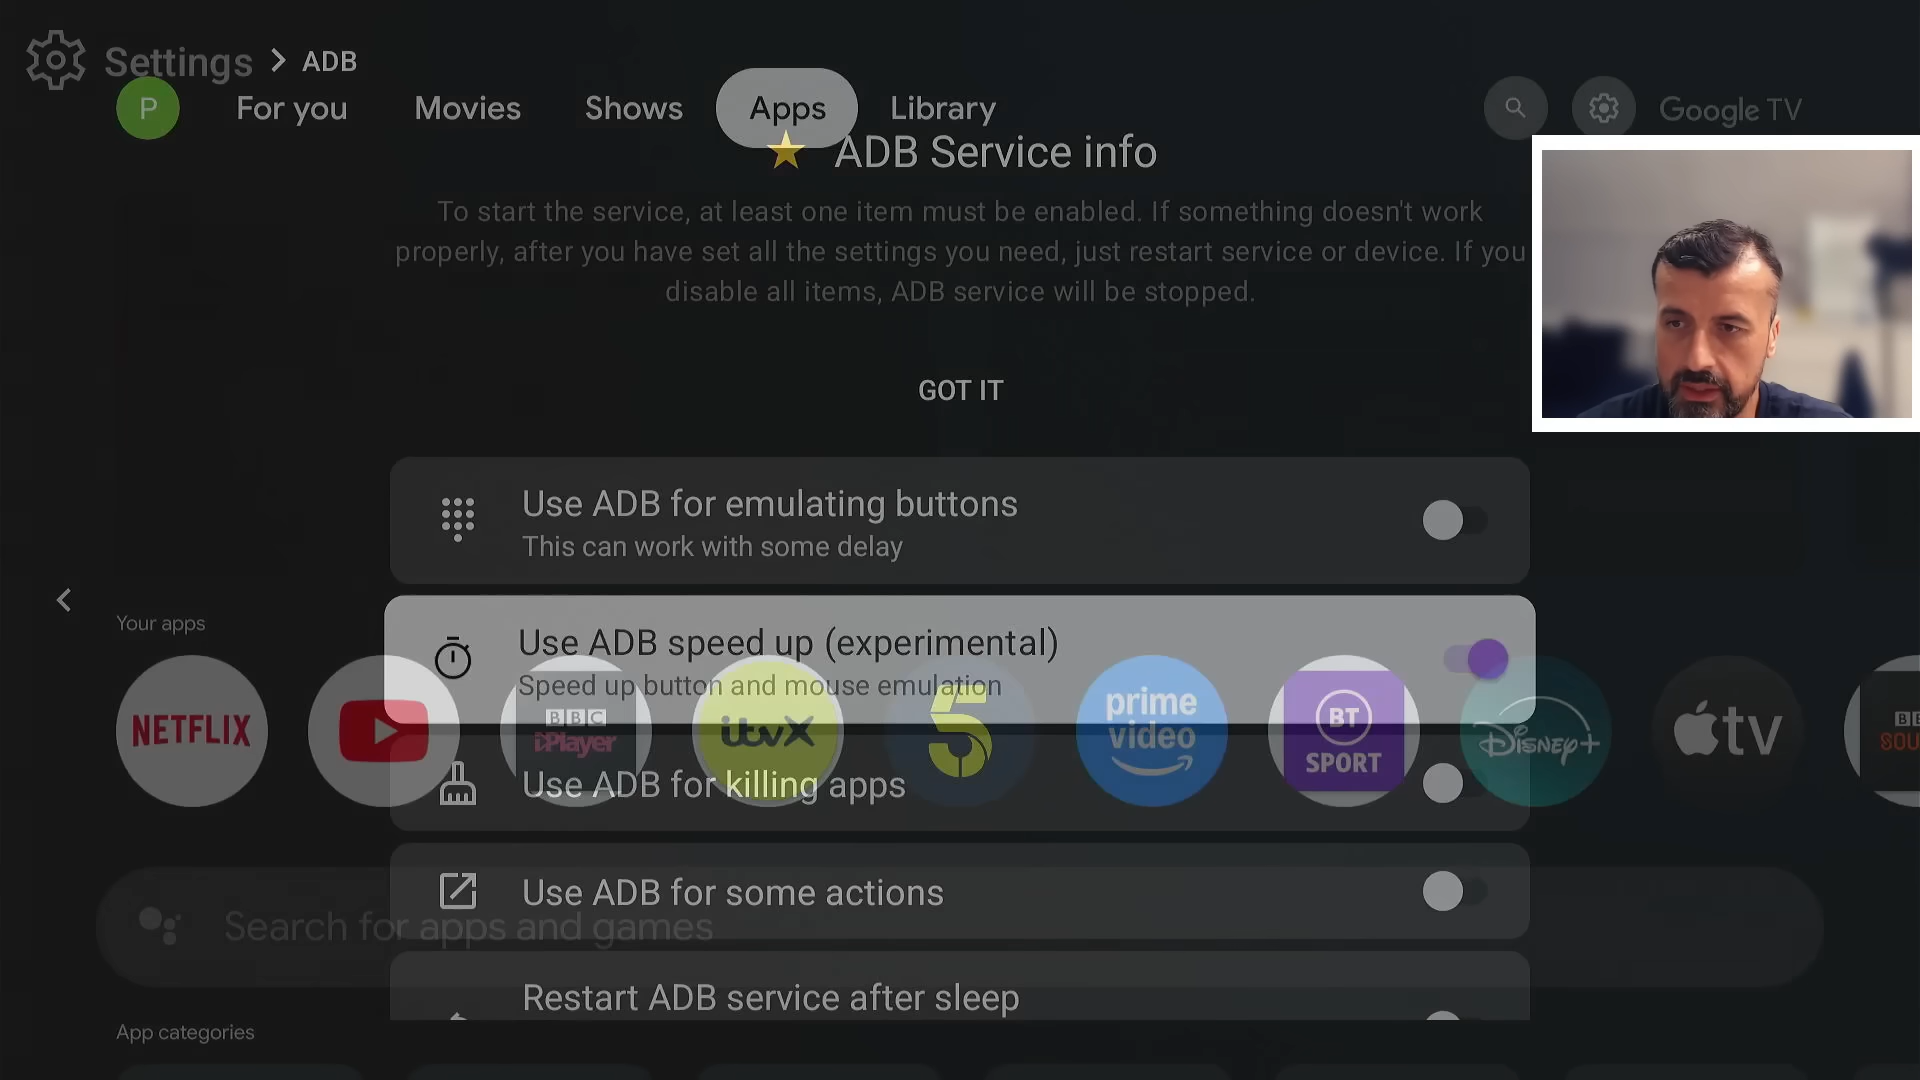 Settings > ADB
P
For you
Movies
Shows
Apps
Library
Google TV
ADB Service info
To start the service, at least one item must be enabled. If something doesn't work
properly, after you have set all the settings you need, just restart service or device. If you
disable all items, ADB service will be stopped.
GOT IT
Use ADB for emulating buttons
This can work with some delay
Your apps
Use ADB speed up (experimental)
Speed up button and mouse emulation
NETFLIX
BBC
iPlayer
itvX
5
prime
video
BT
SPORT
Disney+
tv
Use ADB for killing apps
Use ADB for some actions
Search for apps and games
Restart ADB service after sleep
App categories